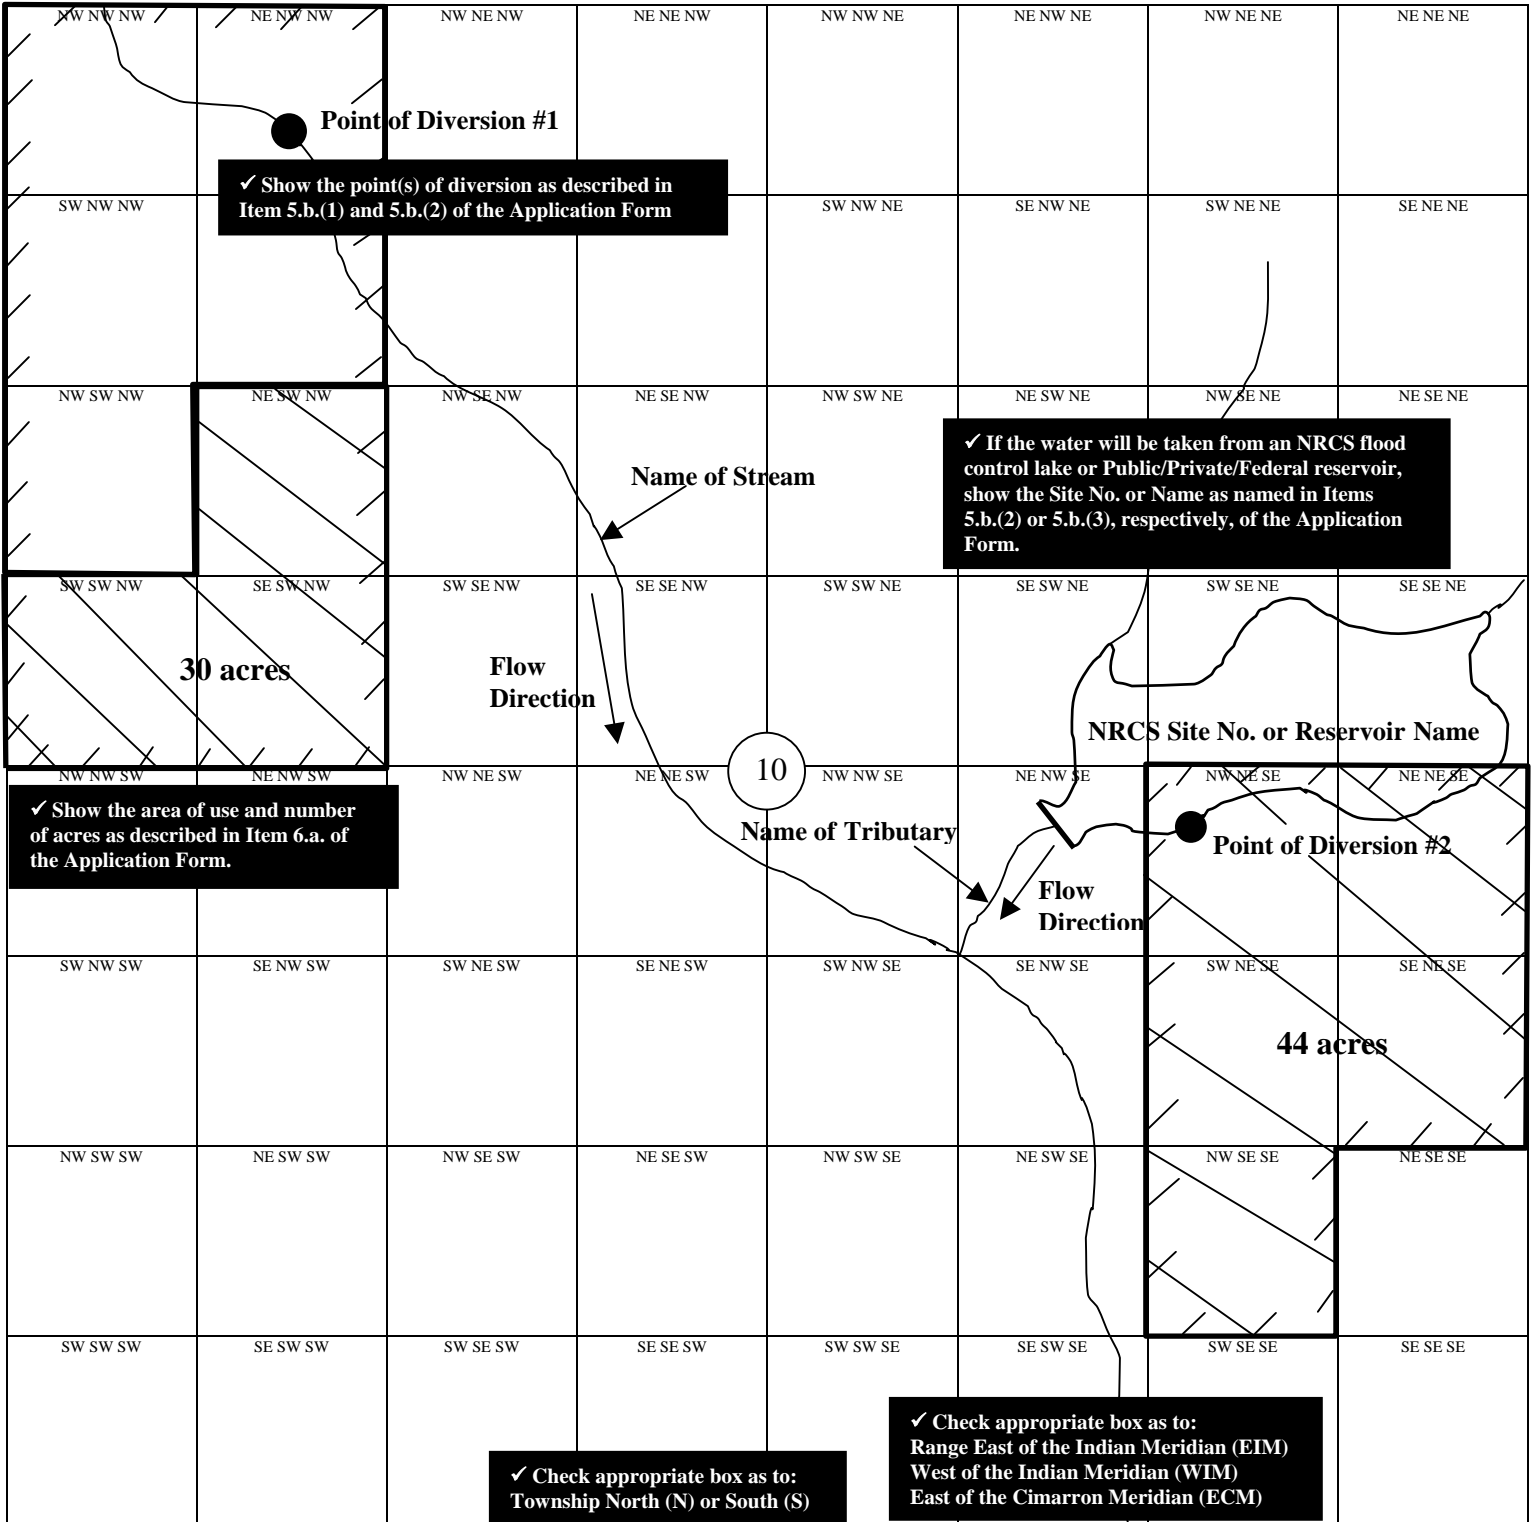 NW NW NW
NE NW NW
NW NE NW
NE NE NW
NW NW NE
NE NW NE
NW NE NE
NE NE NE
Point of Diversion #1
✓ Show the point(s) of diversion as described in
Item 5.b.(1) and 5.b.(2) of the Application Form
SW NW NW
SW NW NE
SE NW NE
SW NE NE
SE NE NE
NW SW NW
NE SW NW
NW SE NW
NE SE NW
NW SW NE
NE SW NE
NW SE NE
NE SE NE
✓ If the water will be taken from an NRCS flood
control lake or Public/Private/Federal reservoir,
show the Site No. or Name as named in Items
5.b.(2) or 5.b.(3), respectively, of the Application
Form.
Name of Stream
SW SW NW
SE SW NW
SW SE NW
SE SE NW
SW SW NE
SE SW NE
SW SE NE
SE SE NE
30 acres
Flow
Direction
NRCS Site No. or Reservoir Name
10
NW NW SW
NE NW SW
NW NE SW
NE NE SW
NW NW SE
NE NW SE
NW NE SE
NE NE SE
✓ Show the area of use and number
of acres as described in Item 6.a. of
the Application Form.
Name of Tributary
Point of Diversion #2
Flow
Direction
SW NW SW
SE NW SW
SW NE SW
SE NE SW
SW NW SE
SE NW SE
SW NE SE
SE NE SE
44 acres
NW SW SW
NE SW SW
NW SE SW
NE SE SW
NW SW SE
NE SW SE
NW SE SE
NE SE SE
SW SW SW
SE SW SW
SW SE SW
SE SE SW
SW SW SE
SE SW SE
SW SE SE
SE SE SE
✓ Check appropriate box as to:
Township North (N) or South (S)
✓ Check appropriate box as to:
Range East of the Indian Meridian (EIM)
West of the Indian Meridian (WIM)
East of the Cimarron Meridian (ECM)